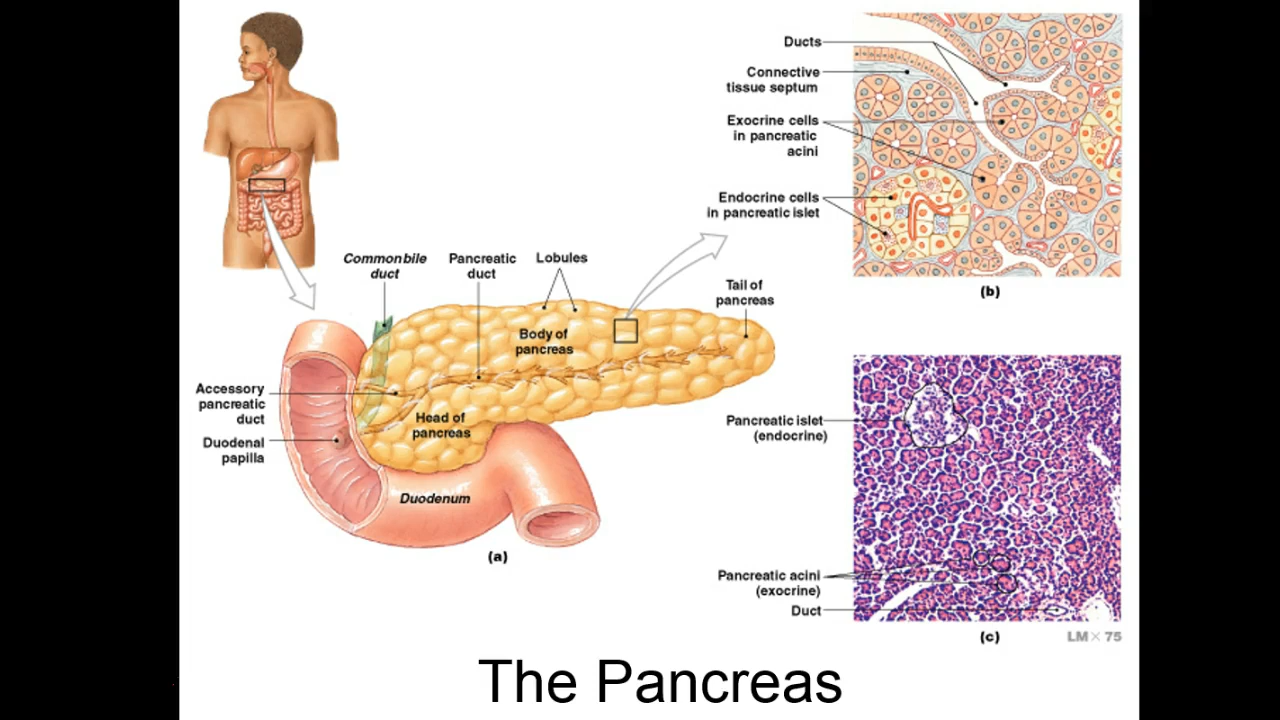 Common bile
duct
Pancreatic
duct
Lobules
Tail of
pancreas
Body of
pancreas
Accessory
pancreatic
duct
Head of
pancreas
Duodenal
papilla
Duodenum
(a)
Ducts
Connective
tissue septum
Exocrine cells
in pancreatic
acini
Endocrine cells
in pancreatic islet
(b)
Pancreatic islet
(endocrine)
Pancreatic acini
(exocrine)
Duct
(c)
LM × 75
The Pancreas